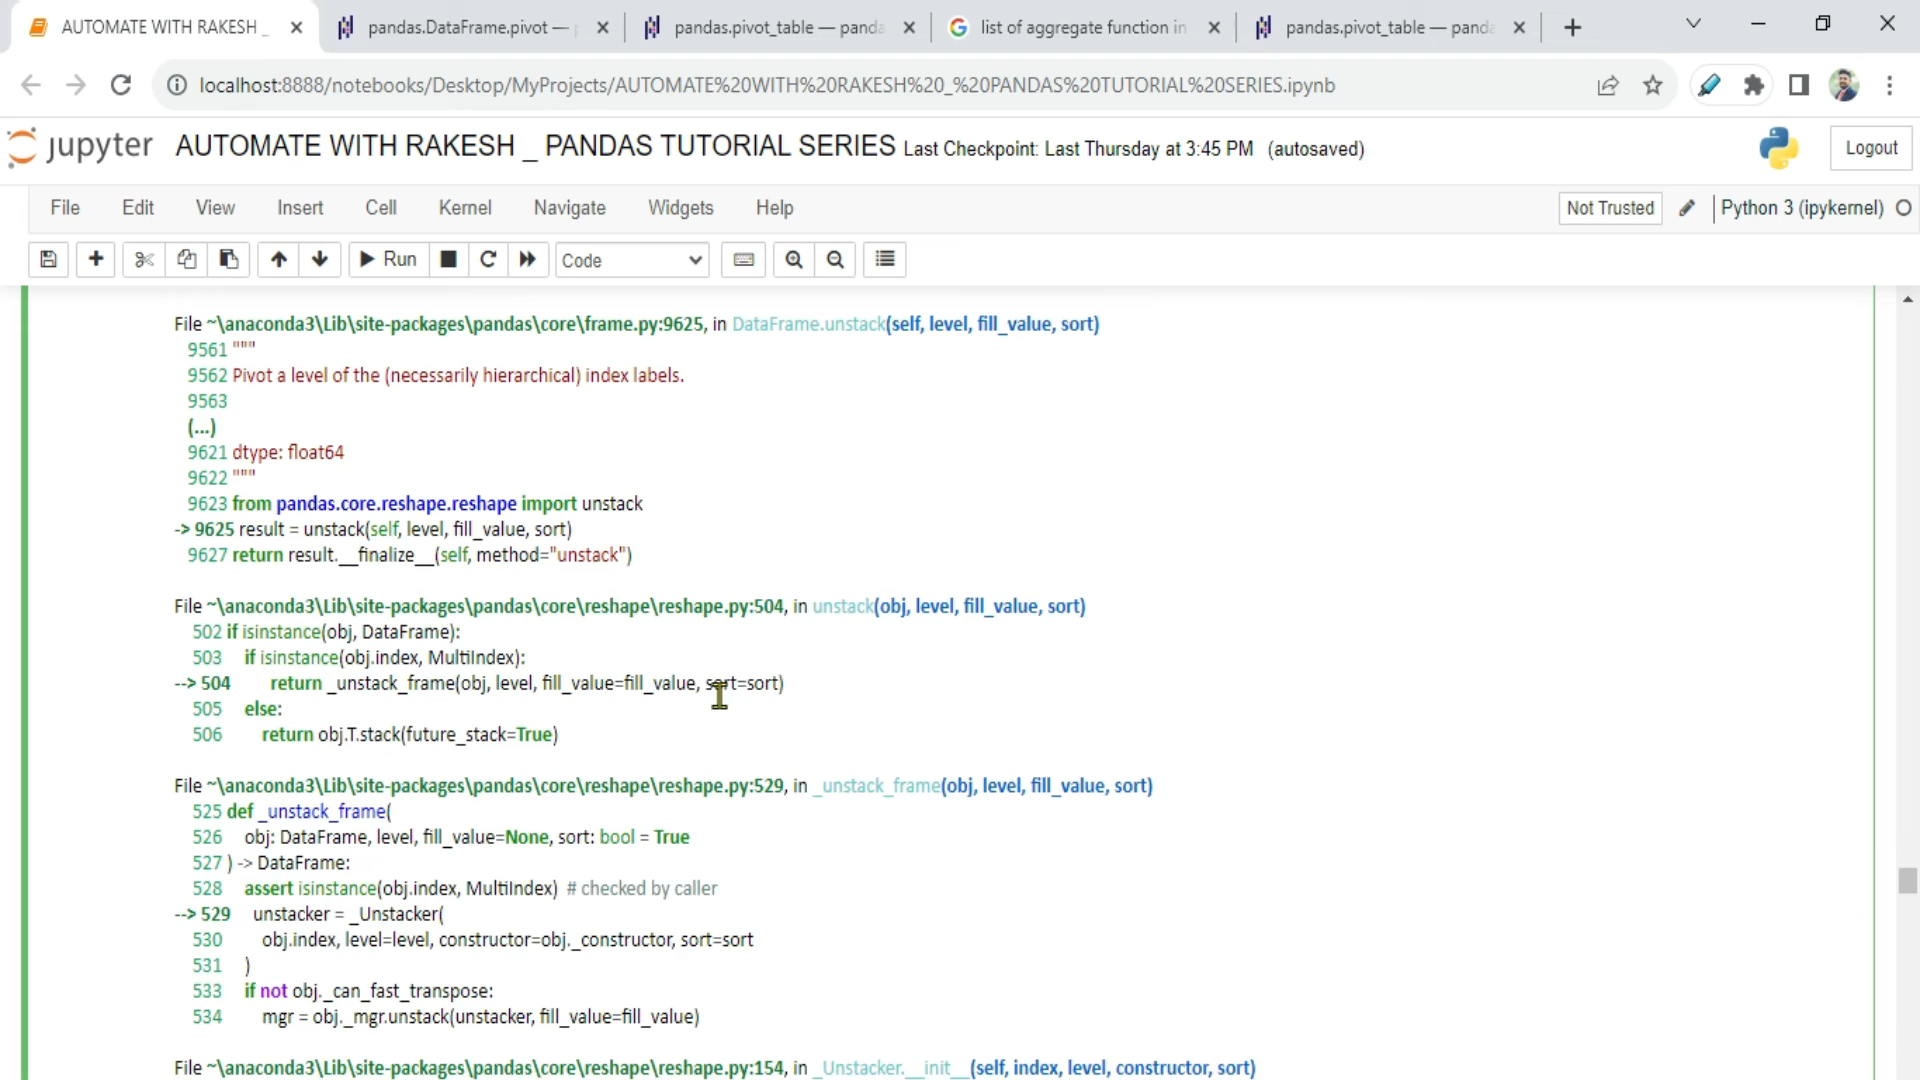 AUTOMATE WITH RAKESH _
pandas.DataFrame.pivot —
pandas.pivot_table — panda
list of aggregate function in
pandas.pivot_table — panda
localhost:8888/notebooks/Desktop/MyProjects/AUTOMATE%20WITH%20RAKESH%20_%20PANDAS%20TUTORIAL%20SERIES.ipynb
jupyter AUTOMATE WITH RAKESH _ PANDAS TUTORIAL SERIES Last Checkpoint: Last Thursday at 3:45 PM (autosaved)
Logout
File Edit View Insert Cell Kernel Navigate Widgets Help
Not Trusted
Python 3 (ipykernel)
Run
Code
File ~\anaconda3\Lib\site-packages\pandas\core\frame.py:9625, in DataFrame.unstack(self, level, fill_value, sort)
9561 """
9562 Pivot a level of the (necessarily hierarchical) index labels.
9563
(...)
9621 dtype: float64
9622 """
9623 from pandas.core.reshape.reshape import unstack
-> 9625 result = unstack(self, level, fill_value, sort)
9627 return result.__finalize__(self, method="unstack")
File ~\anaconda3\Lib\site-packages\pandas\core\reshape\reshape.py:504, in unstack(obj, level, fill_value, sort)
502 if isinstance(obj, DataFrame):
503 if isinstance(obj.index, MultiIndex):
--> 504 return _unstack_frame(obj, level, fill_value=fill_value, sort=sort)
505 else:
506 return obj.T.stack(future_stack=True)
File ~\anaconda3\Lib\site-packages\pandas\core\reshape\reshape.py:529, in _unstack_frame(obj, level, fill_value, sort)
525 def _unstack_frame(
526 obj: DataFrame, level, fill_value=None, sort: bool = True
527 ) -> DataFrame:
528 assert isinstance(obj.index, MultiIndex) # checked by caller
--> 529 unstacker = _Unstacker(
530 obj.index, level=level, constructor=obj._constructor, sort=sort
531 )
533 if not obj._can_fast_transpose:
534 mgr = obj._mgr.unstack(unstacker, fill_value=fill_value)
File ~\anaconda3\Lib\site-packages\pandas\core\reshape\reshape.py:154, in _Unstacker.__init__(self, index, level, constructor, sort)